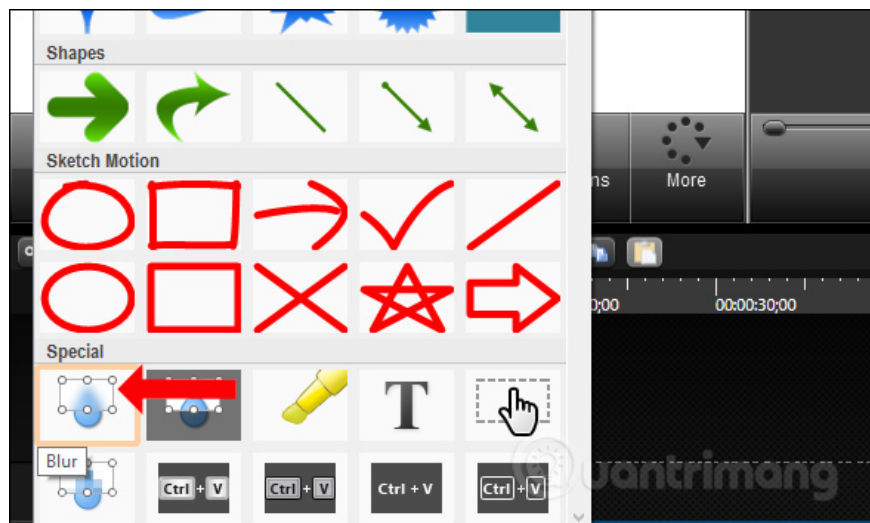 Shapes
Sketch Motion
ns
More
0;00
00:00:30;00
Special
T
Blur
Ctrl + V
Ctrl + V
Ctrl + V
Ctrl + V
uantrimang